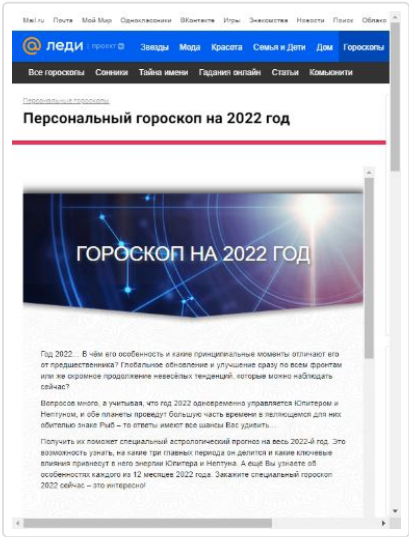 Mail.ru Почта Мой Мир Одноклассники ВКонтакте Игры Знакомства Новости Поиск Облако
леди проект Звезды Мода Красота Семья и Дети Дом Гороскопы
Все гороскопы Сонники Тайна имени Гадания онлайн Статьи Комьюнити
Персональные гороскопы
Персональный гороскоп на 2022 год
ГОРОСКОП НА 2022 ГОД
Год 2022... В чём его особенность и какие принципиальные моменты отличают его
от предшественника? Глобальное обновление и улучшение сразу по всем фронтам
или же скромное продолжение невесёлых тенденций, которые можно наблюдать
сейчас?
Вопросов много, а учитывая, что год 2022 одновременно управляется Юпитером и
Нептуном, и обе планеты проведут большую часть времени в являющемся для них
обителью знаке Рыб – то ответы имеют все шансы Вас удивить...
Получить их поможет специальный астрологический прогноз на весь 2022-й год. Это
возможность узнать, на какие три главных периода он делится и какие ключевые
влияния привнесут в него энергии Юпитера и Нептуна. А ещё Вы узнаете об
особенностях каждого из 12 месяцев 2022 года. Закажите специальный гороскоп
2022 сейчас – это интересно!